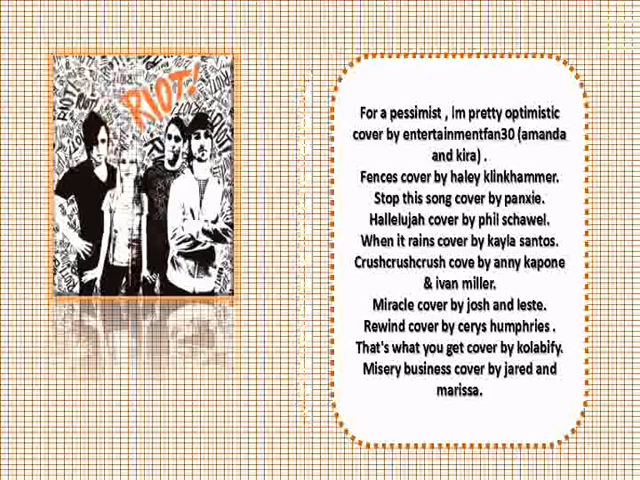 RIOT!
For a pessimist , im pretty optimistic
cover by entertainmentfan30 (amanda
and kira) .
Fences cover by haley klinkhammer.
Stop this song cover by panxie.
Hallelujah cover by phil schawel.
When it rains cover by kayla santos.
Crushcrushcrush cove by anny kapone
& ivan miller.
Miracle cover by josh and leste.
Rewind cover by cerys humphries .
That's what you get cover by kolabify.
Misery business cover by jared and
marissa.